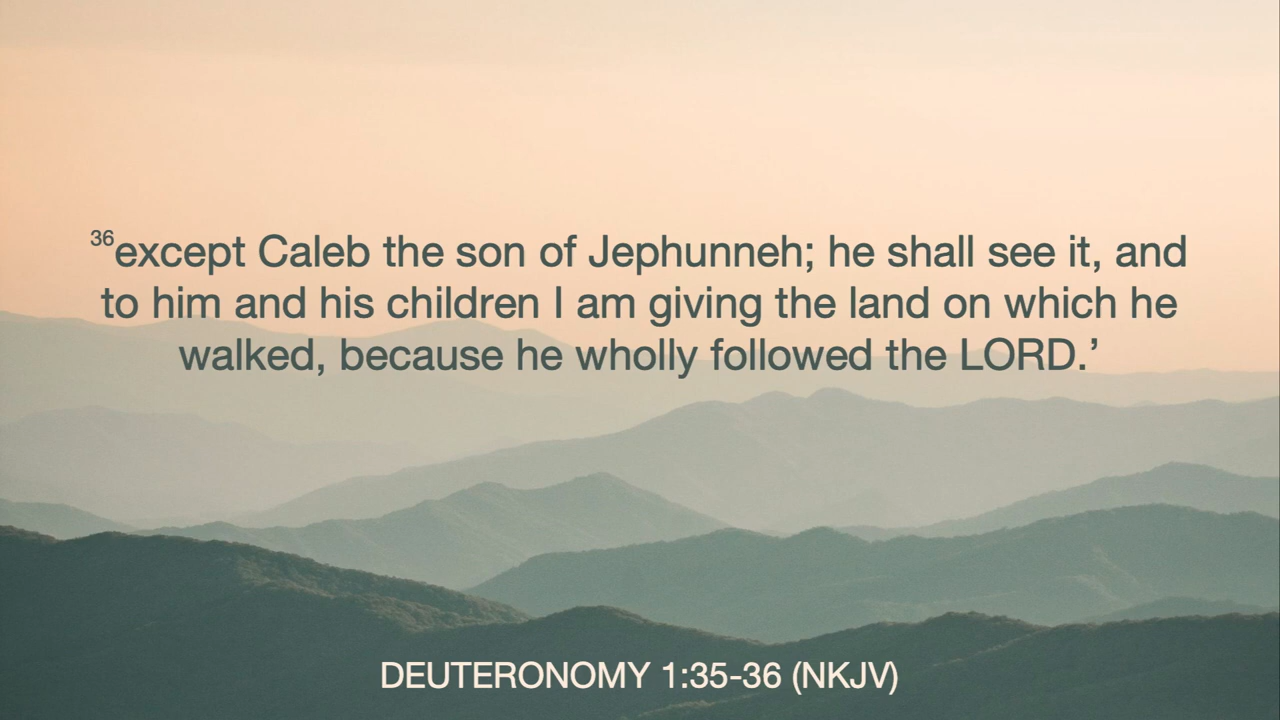 36except Caleb the son of Jephunneh; he shall see it, and
to him and his children I am giving the land on which he
walked, because he wholly followed the LORD.’
DEUTERONOMY 1:35-36 (NKJV)